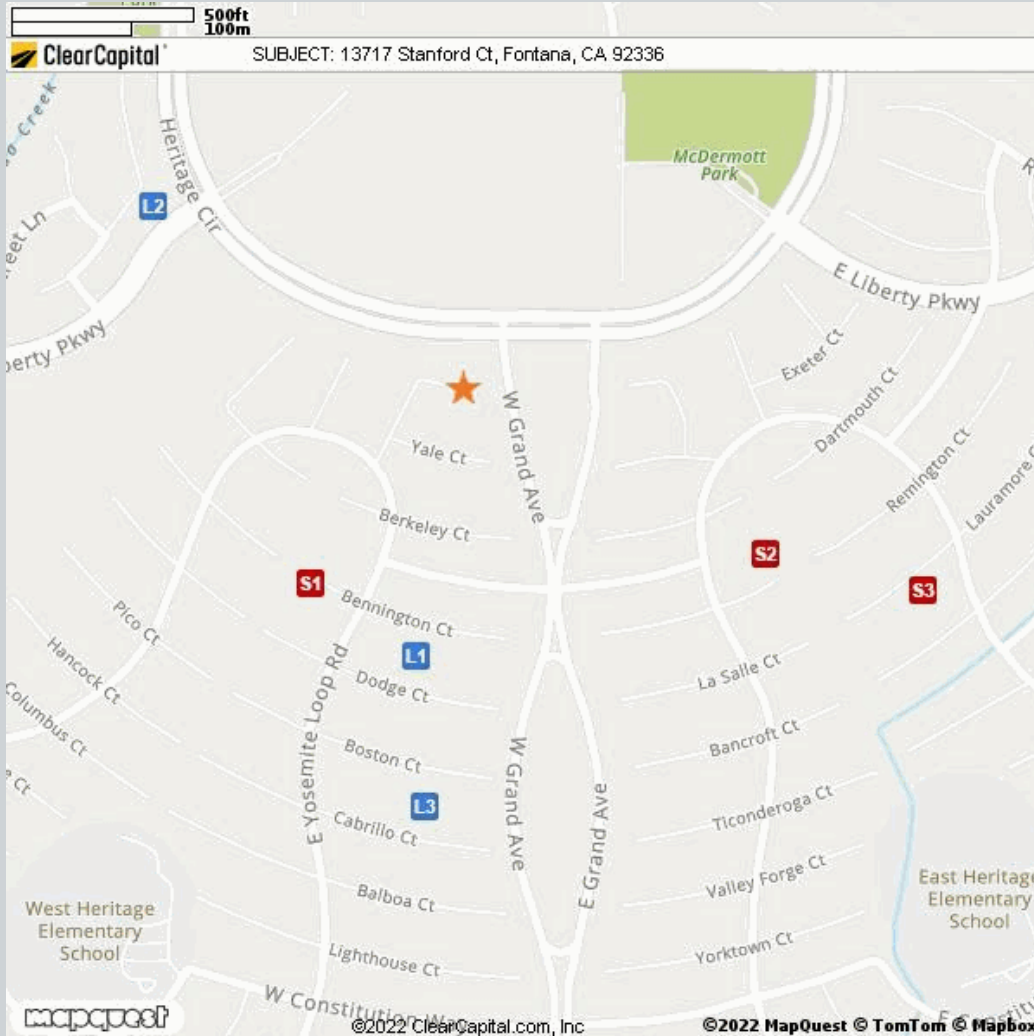 500ft
100m
ClearCapital
SUBJECT: 13717 Stanford Ct, Fontana, CA 92336
Heritage Cir
L2
McDermott
Park
E Liberty Pkwy
Exeter Ct
Dartmouth Ct
W Grand Ave
Yale Ct
Remington Ct
Berkeley Ct
S1
S2
S3
Bennington Ct
Pico Ct
L1
Hancock Ct
Dodge Ct
La Salle Ct
Columbus Ct
E Yosemite Loop Rd
Boston Ct
Bancroft Ct
W Grand Ave
L3
Cabrillo Ct
E Grand Ave
Ticonderoga Ct
Balboa Ct
Valley Forge Ct
West Heritage
Elementary
School
East Heritage
Elementary
School
Lighthouse Ct
Yorktown Ct
W Constitution
mapquest
©2022 ClearCapital.com, Inc
©2022 MapQuest © TomTom © Mapbo